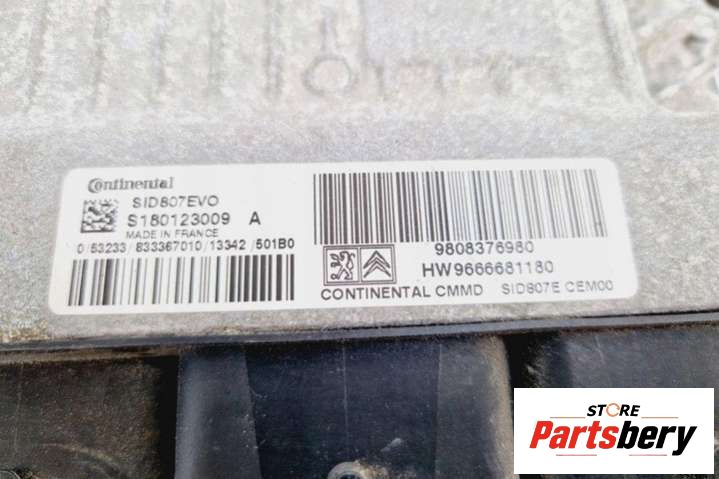 Continental
SID807EVO
S180123009 A
MADE IN FRANCE
0/53233/833367010/13342/501B0
9808376980
HW9666681180
CONTINENTAL CMMD SID807E CEM00
STORE
Partsbery